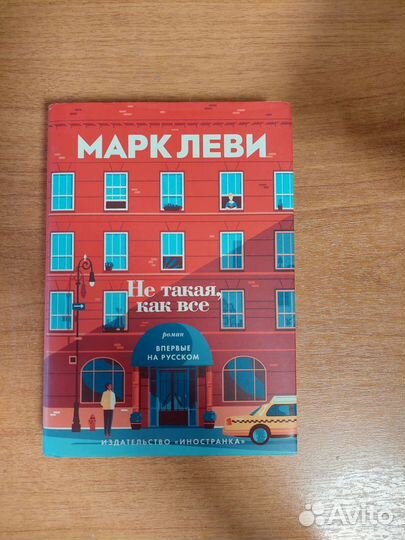 МАРК ЛЕВИ
Не такая,
как все
роман
ВПЕРВЫЕ
НА РУССКОМ
ИЗДАТЕЛЬСТВО «ИНОСТРАНКА»
Avito